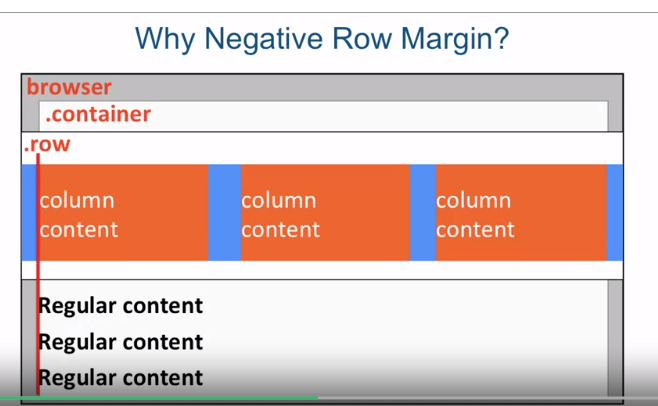 Why Negative Row Margin?
browser
.container
.row
column
content
column
content
column
content
Regular content
Regular content
Regular content